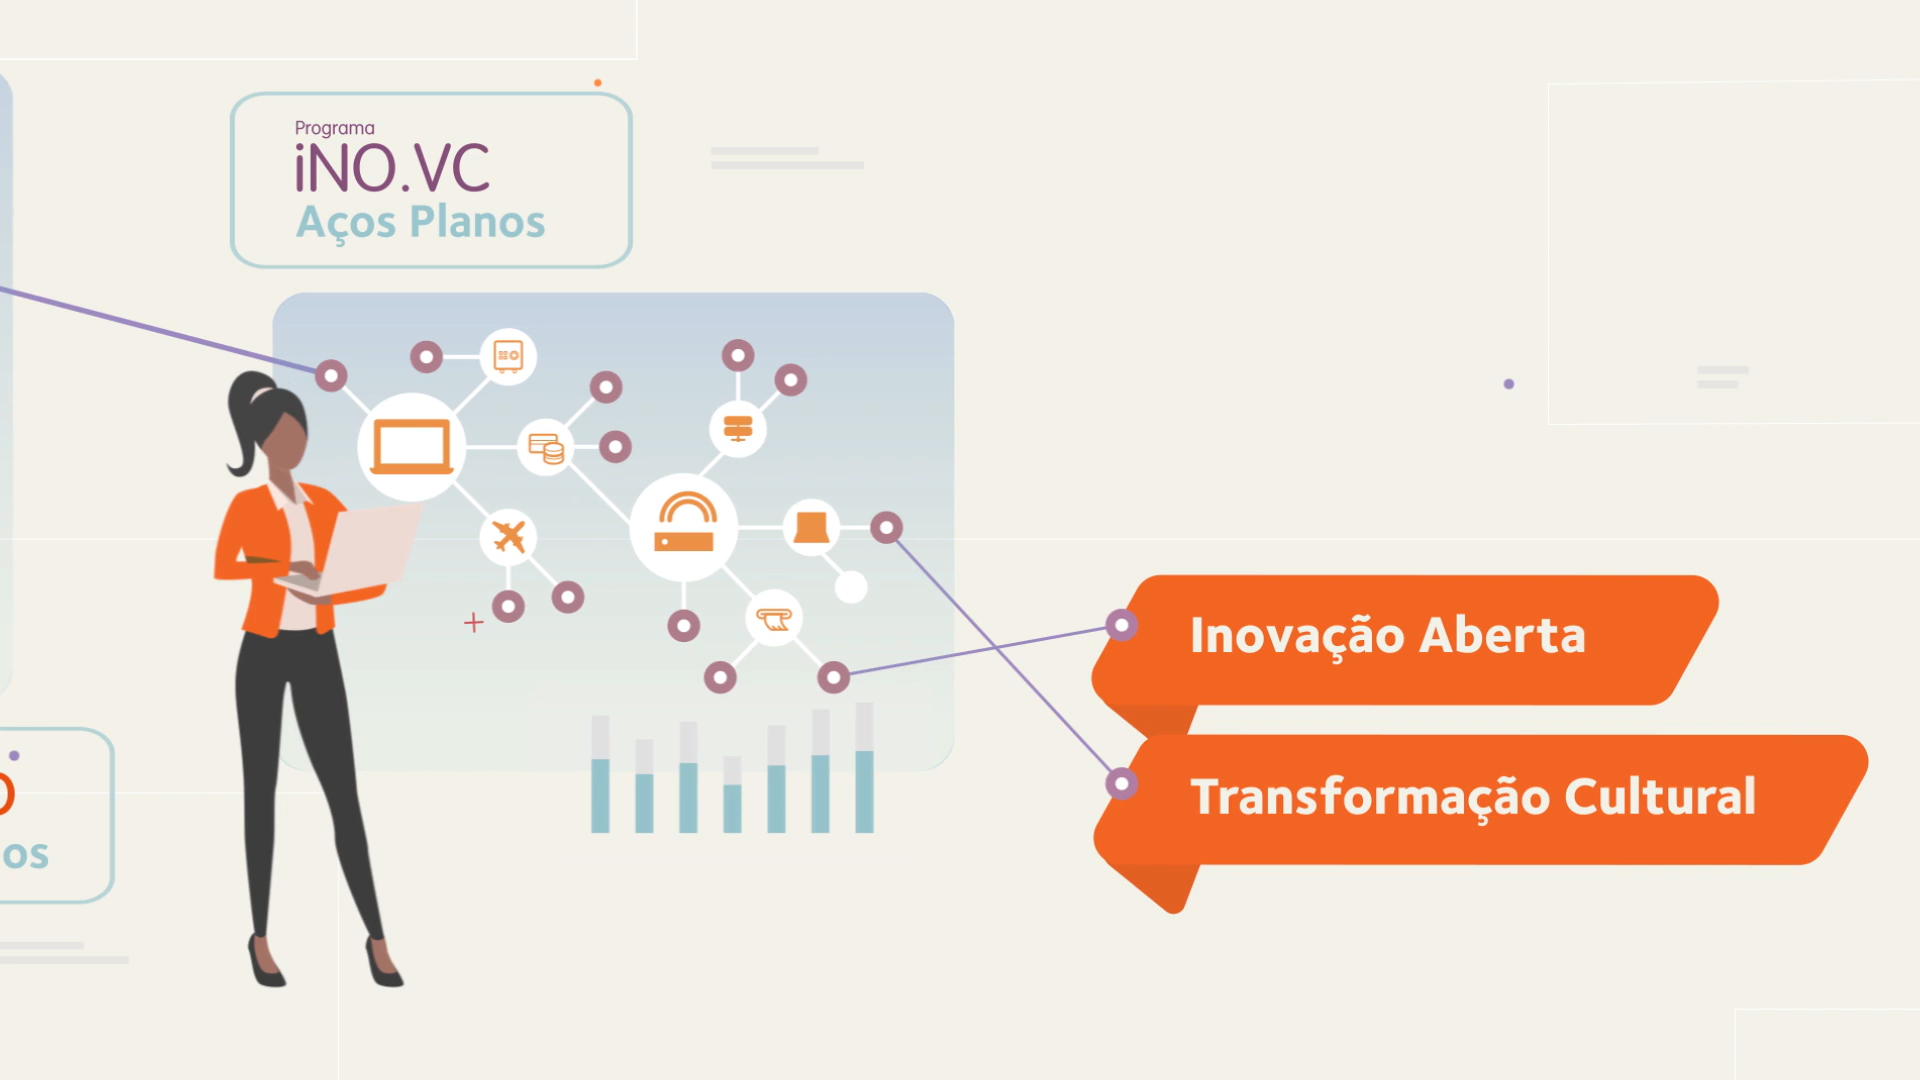 Programa
iNO.VC
Aços Planos
Inovação Aberta
Transformação Cultural
os